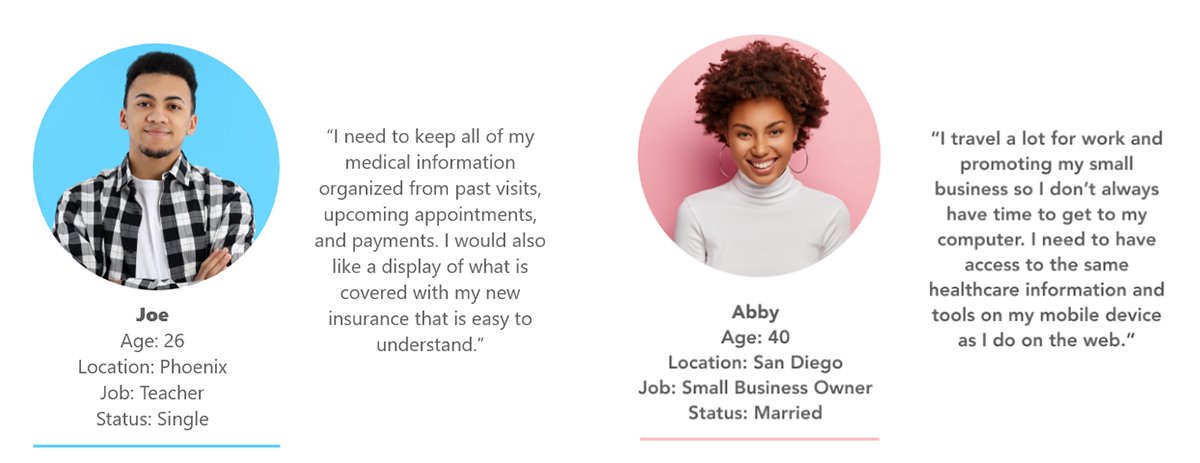 “I need to keep all of my
medical information
organized from past visits,
upcoming appointments,
and payments. I would also
like a display of what is
covered with my new
insurance that is easy to
understand.”
Joe
Age: 26
Location: Phoenix
Job: Teacher
Status: Single
“I travel a lot for work and
promoting my small
business so I don’t always
have time to get to my
computer. I need to have
access to the same
healthcare information and
tools on my mobile device
as I do on the web.”
Abby
Age: 40
Location: San Diego
Job: Small Business Owner
Status: Married